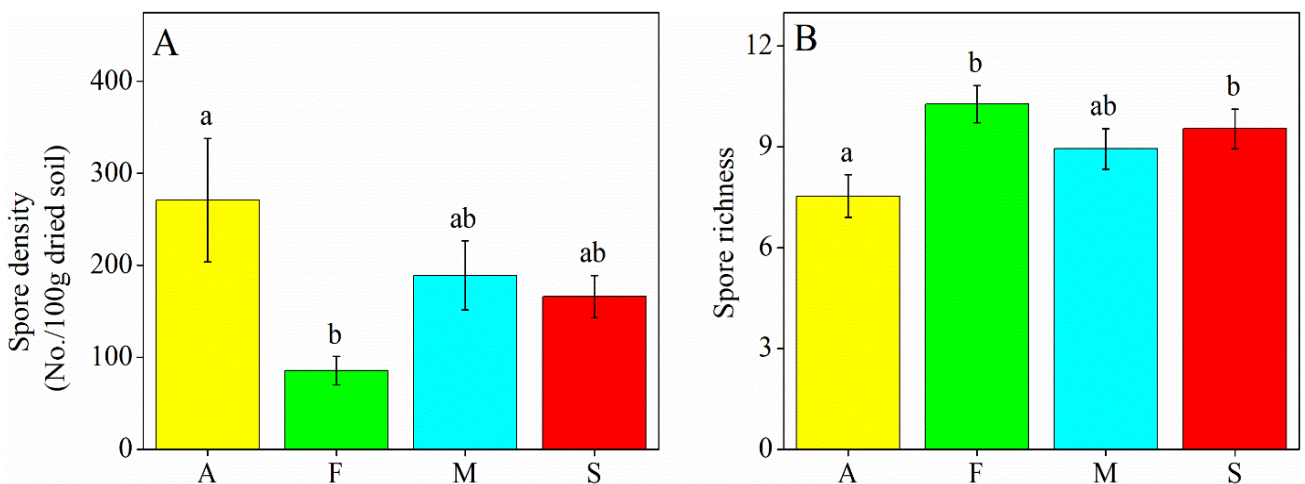 A
Spore density
(No./100g dried soil)
400
300
200
100
0
a
b
ab
ab
A F M S
B
Spore richness
12
9
6
3
0
a
b
ab
b
A F M S